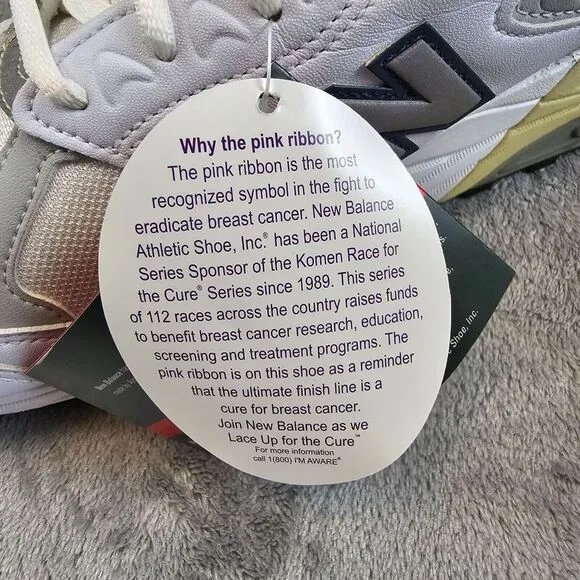 Why the pink ribbon?
The pink ribbon is the most
recognized symbol in the fight to
eradicate breast cancer. New Balance
Athletic Shoe, Inc.® has been a National
Series Sponsor of the Komen Race for
the Cure® Series since 1989. This series
of 112 races across the country raises funds
to benefit breast cancer research, education,
screening and treatment programs. The
pink ribbon is on this shoe as a reminder
that the ultimate finish line is a
cure for breast cancer.
Join New Balance as we
Lace Up for the Cure™
For more information
call 1(800) I'M AWARE®
New Balance
Shoe, Inc.